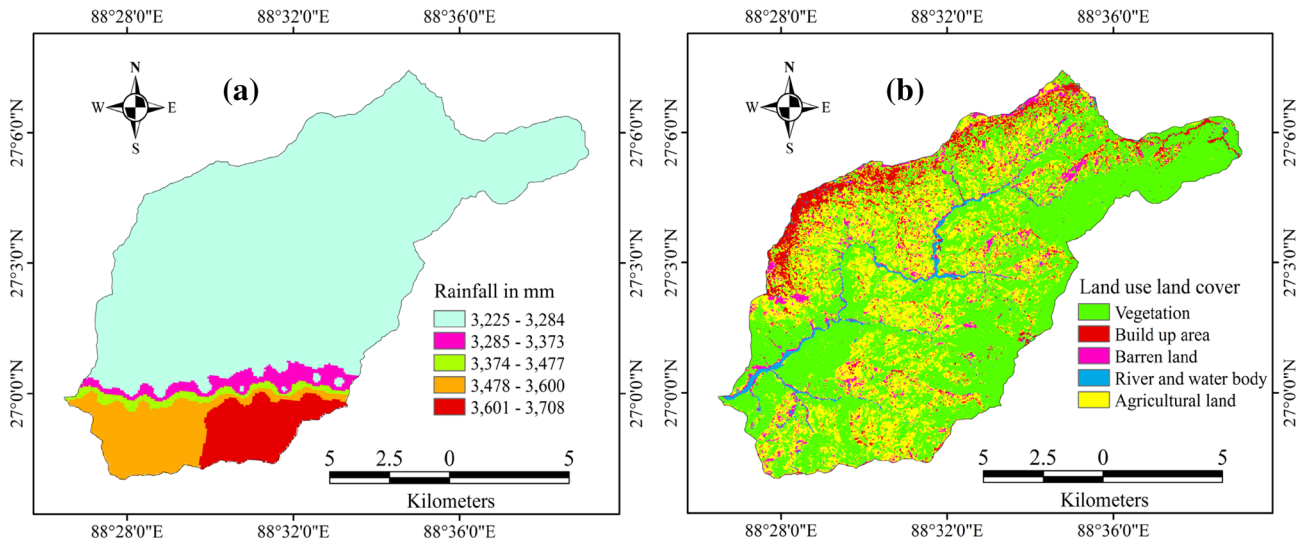 88°28'0"E 88°32'0"E 88°36'0"E
88°28'0"E 88°32'0"E 88°36'0"E
(a)
N
W E
S
27°6'0"N
27°3'0"N
27°0'0"N
Rainfall in mm
3,225 - 3,284
3,285 - 3,373
3,374 - 3,477
3,478 - 3,600
3,601 - 3,708
5 2.5 0 5
Kilometers
27°6'0"N
27°3'0"N
27°0'0"N
88°28'0"E 88°32'0"E 88°36'0"E
88°28'0"E 88°32'0"E 88°36'0"E
(b)
N
W E
S
27°6'0"N
27°3'0"N
27°0'0"N
Land use land cover
Vegetation
Build up area
Barren land
River and water body
Agricultural land
5 2.5 0 5
Kilometers
27°6'0"N
27°3'0"N
27°0'0"N